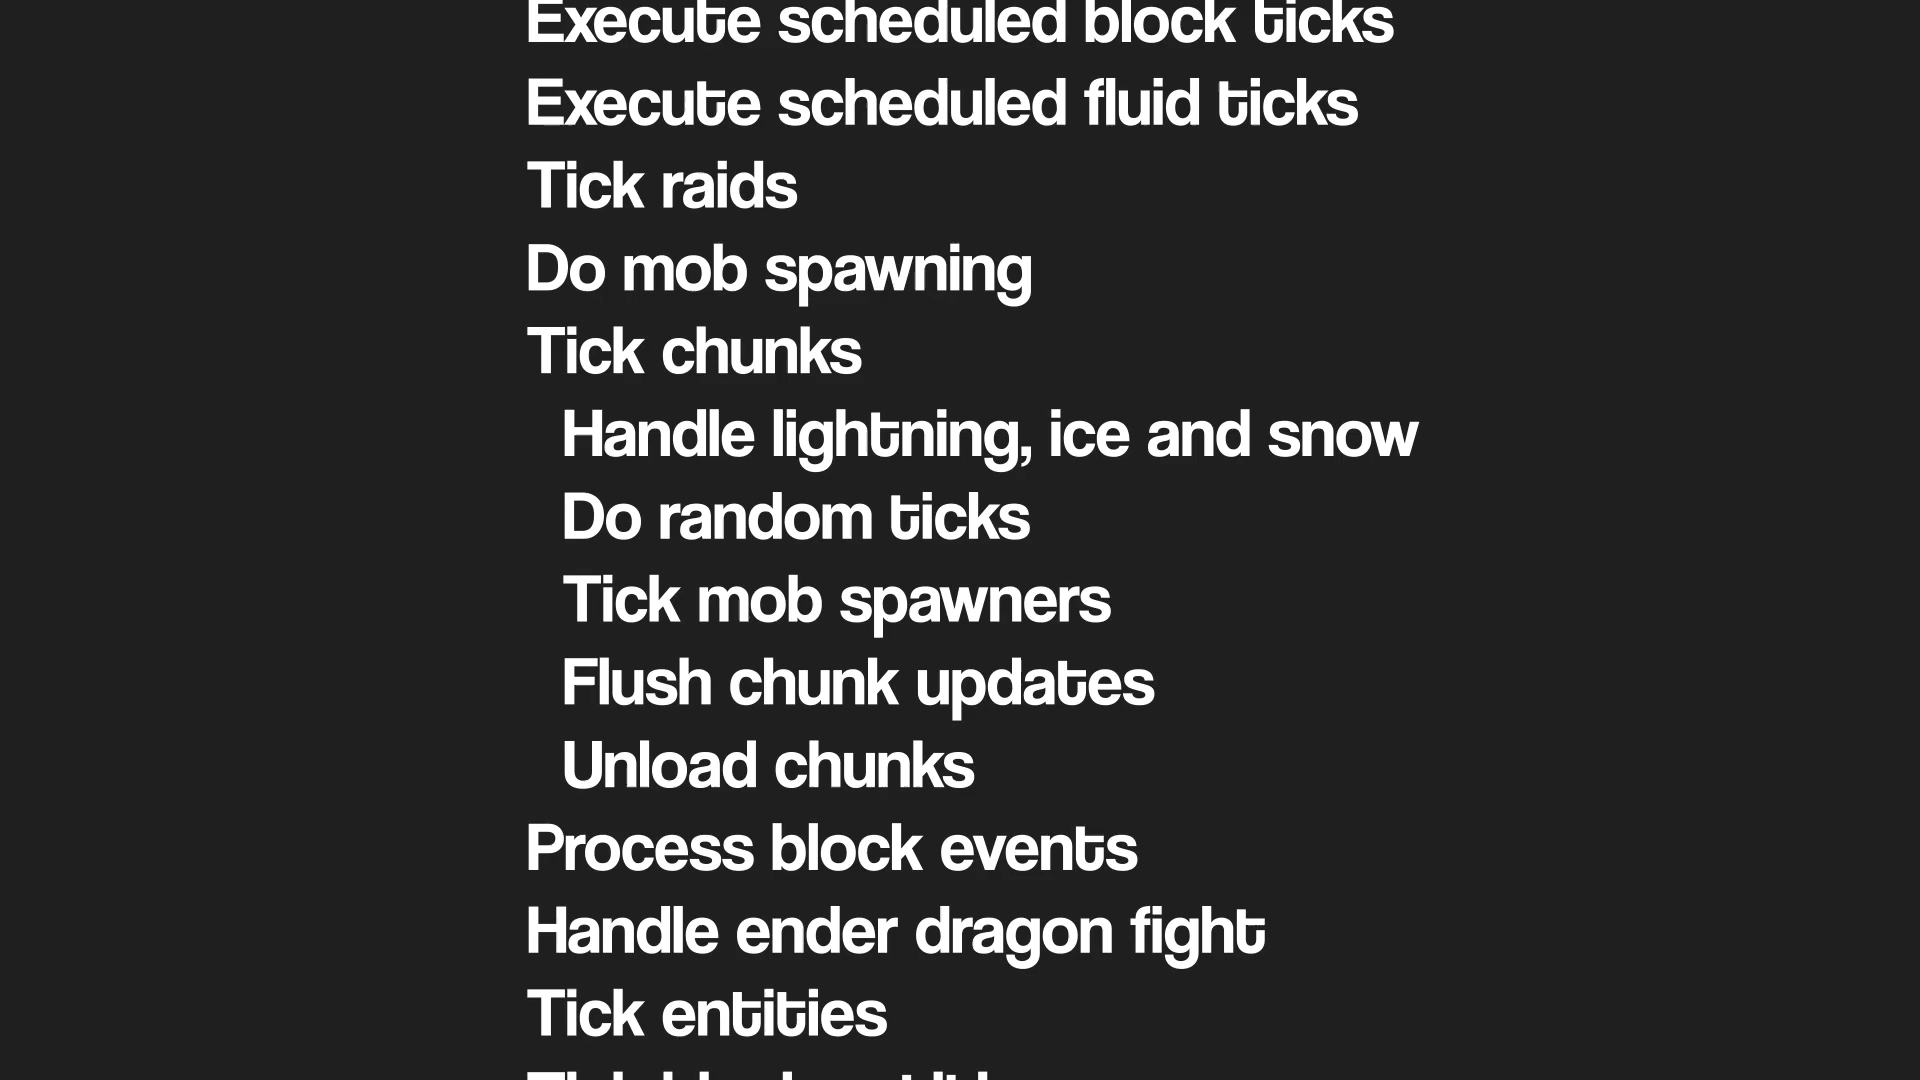 Execute scheduled block ticks
Execute scheduled fluid ticks
Tick raids
Do mob spawning
Tick chunks
Handle lightning, ice and snow
Do random ticks
Tick mob spawners
Flush chunk updates
Unload chunks
Process block events
Handle ender dragon fight
Tick entities